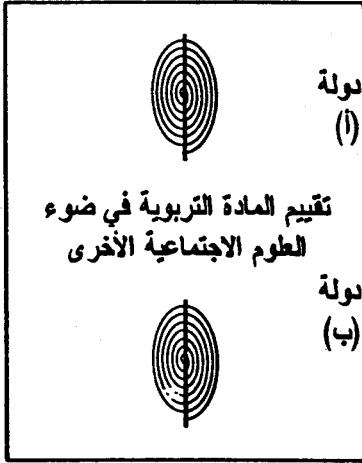 دولة
(أ)
تقييم المادة التربوية في ضوء
العلوم الاجتماعية الأخرى
دولة
(ب)